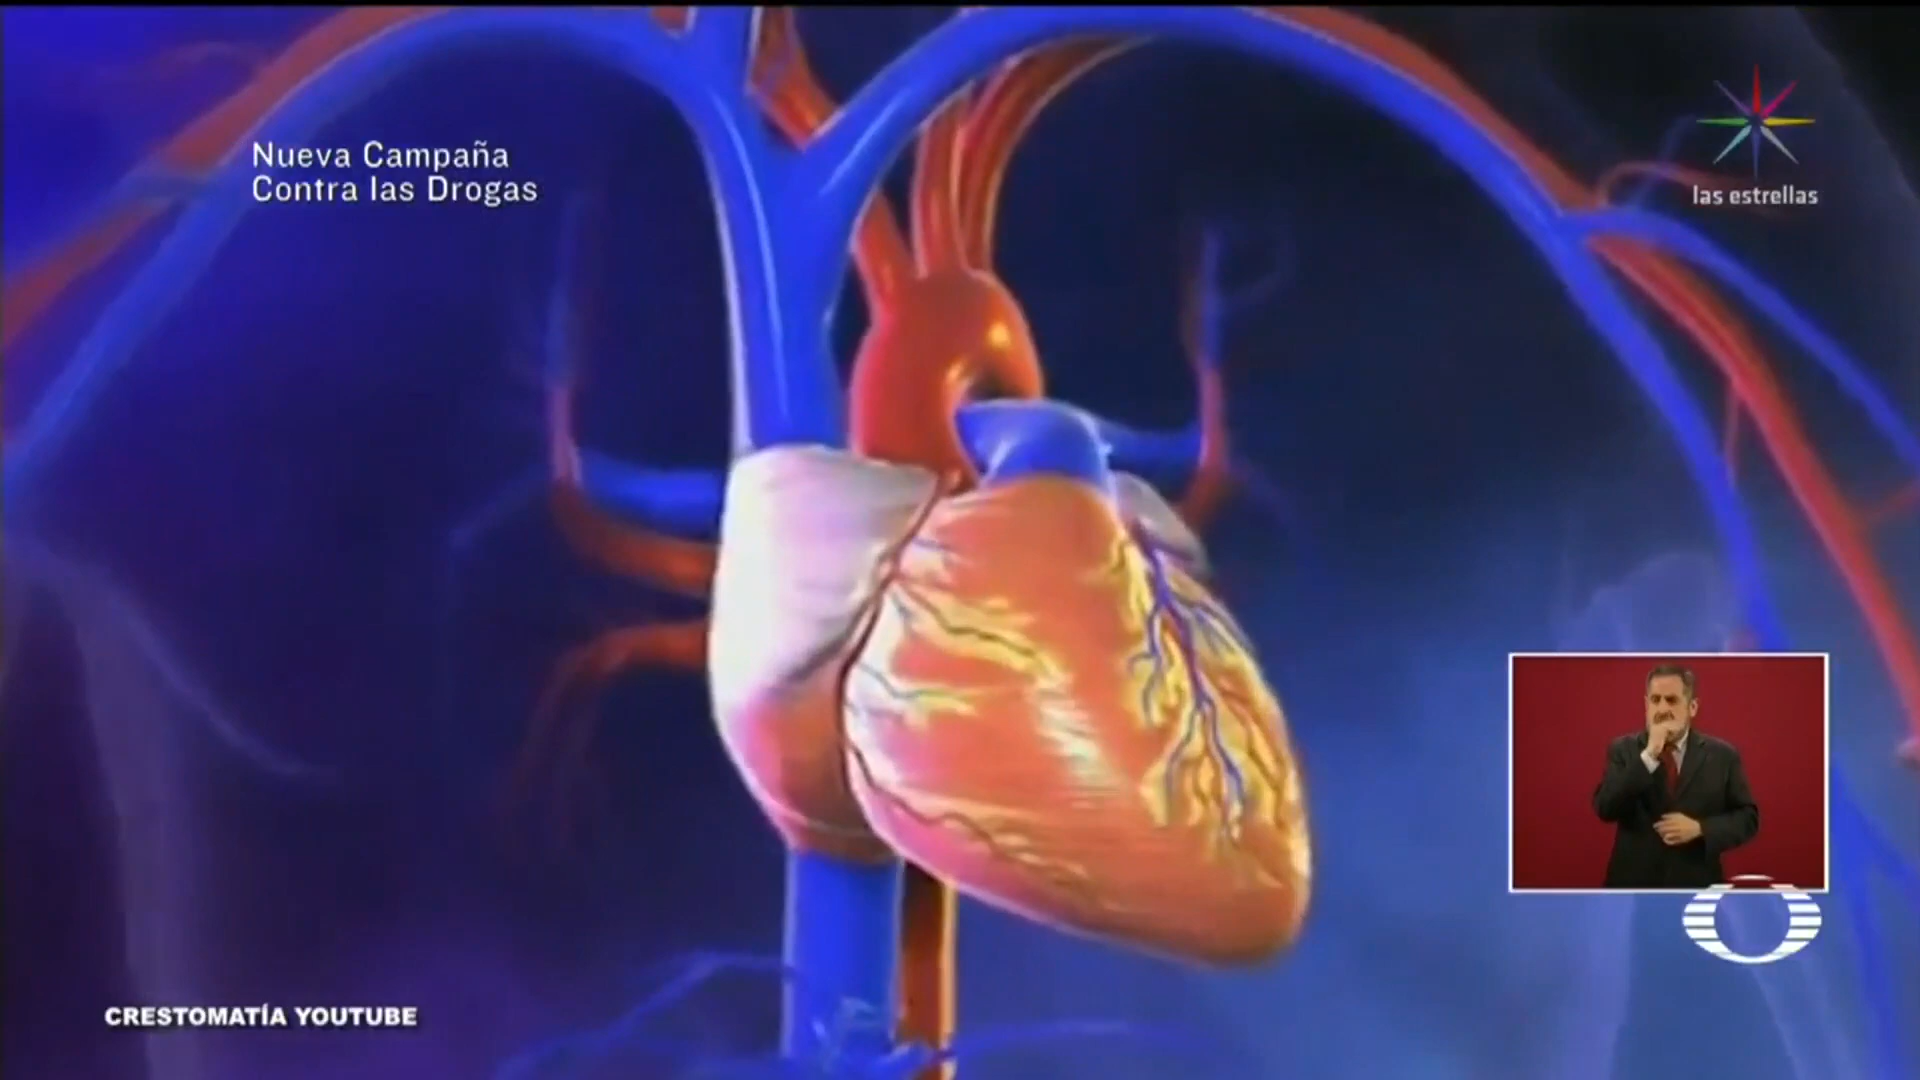 Nueva Campaña
Contra las Drogas
las estrellas
CRESTOMATÍA YOUTUBE